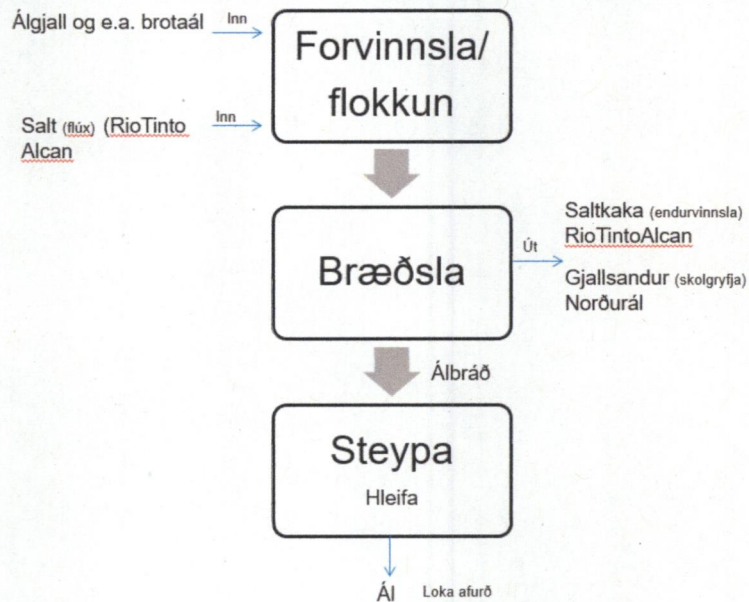 Álgjall og e.a. brotaál
Inn
Forvinnsla/
flokkun
Salt (flúx) (RioTinto
Alcan
Inn
Bræðsla
Út
Saltkaka (endurvinnsla)
RioTintoAlcan
Gjallsandur (skolgryfja)
Norðurál
Álbráð
Steypa
Hleifa
Ál Loka afurð